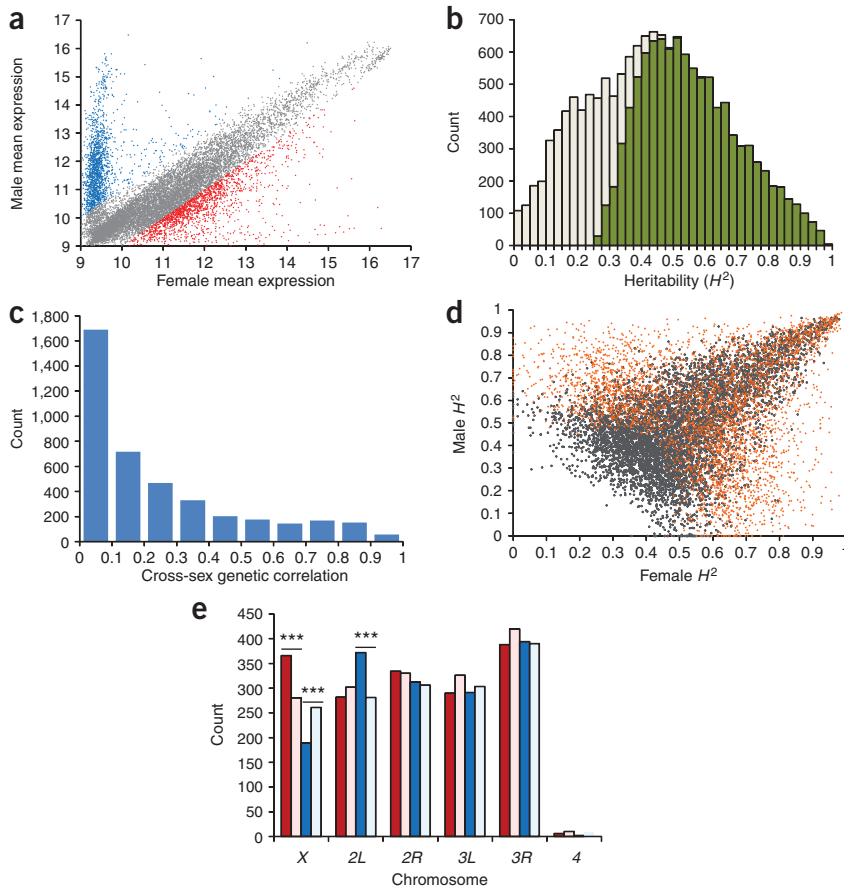 a
17
16
15
14
13
12
11
10
9
Male mean expression
9 10 11 12 13 14 15 16 17
Female mean expression
b
700
600
500
400
300
200
100
0
Count
0 0.1 0.2 0.3 0.4 0.5 0.6 0.7 0.8 0.9 1
Heritability (H²)
c
1,800
1,600
1,400
1,200
1,000
800
600
400
200
0
Count
0 0.1 0.2 0.3 0.4 0.5 0.6 0.7 0.8 0.9 1
Cross-sex genetic correlation
d
1
0.9
0.8
0.7
0.6
0.5
0.4
0.3
0.2
0.1
0
Male H²
0 0.1 0.2 0.3 0.4 0.5 0.6 0.7 0.8 0.9 1
Female H²
e
450
400
350
300
250
200
150
100
50
0
Count
***
***
***
X 2L 2R 3L 3R 4
Chromosome